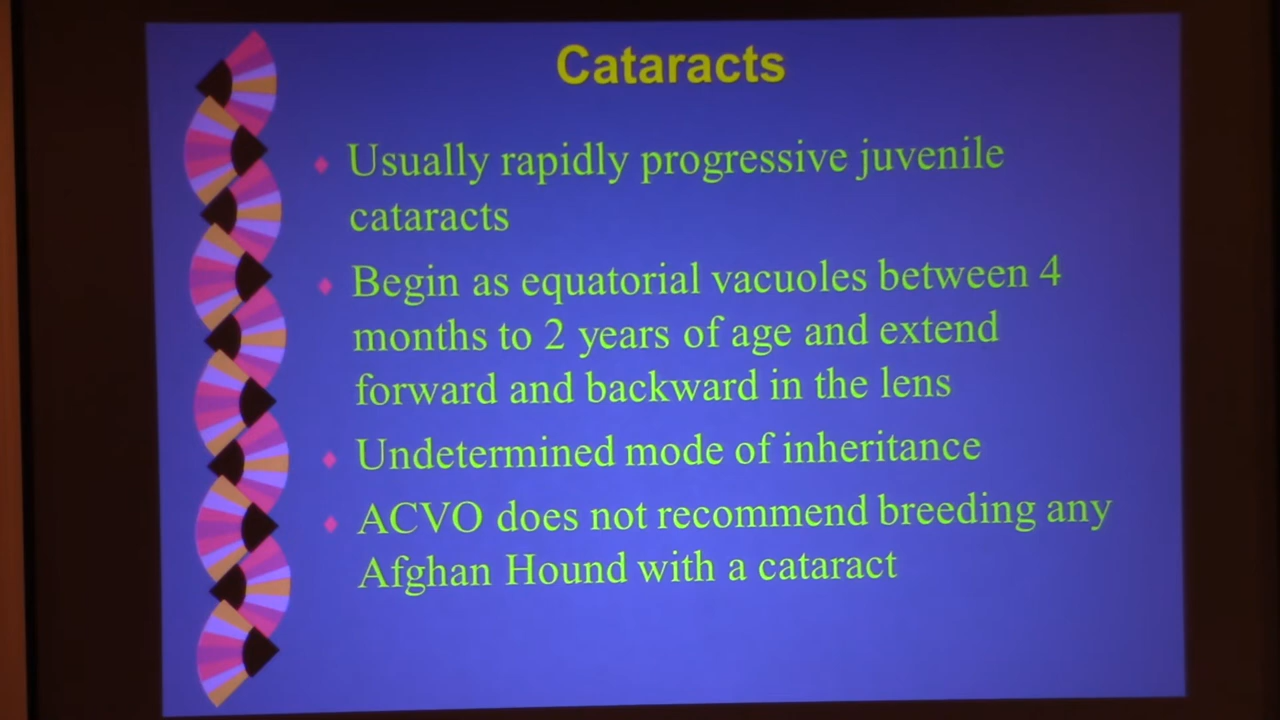 Cataracts
Usually rapidly progressive juvenile
cataracts
Begin as equatorial vacuoles between 4
months to 2 years of age and extend
forward and backward in the lens
Undetermined mode of inheritance
ACVO does not recommend breeding any
Afghan Hound with a cataract